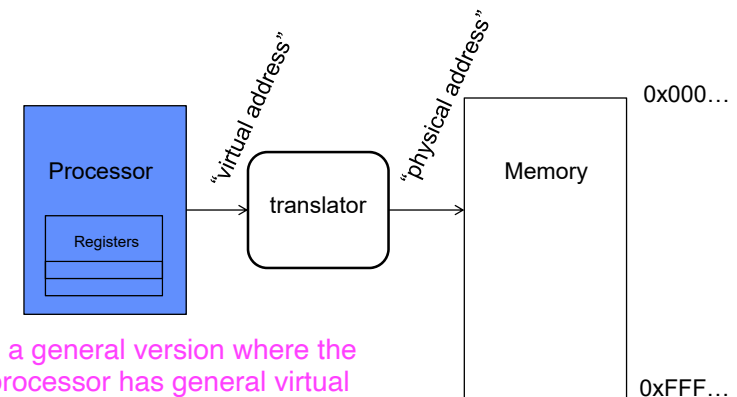 “virtual address”
“physical address”
0x000…
Processor
translator
Memory
Registers
a general version where the
processor has general virtual
0xFFF…